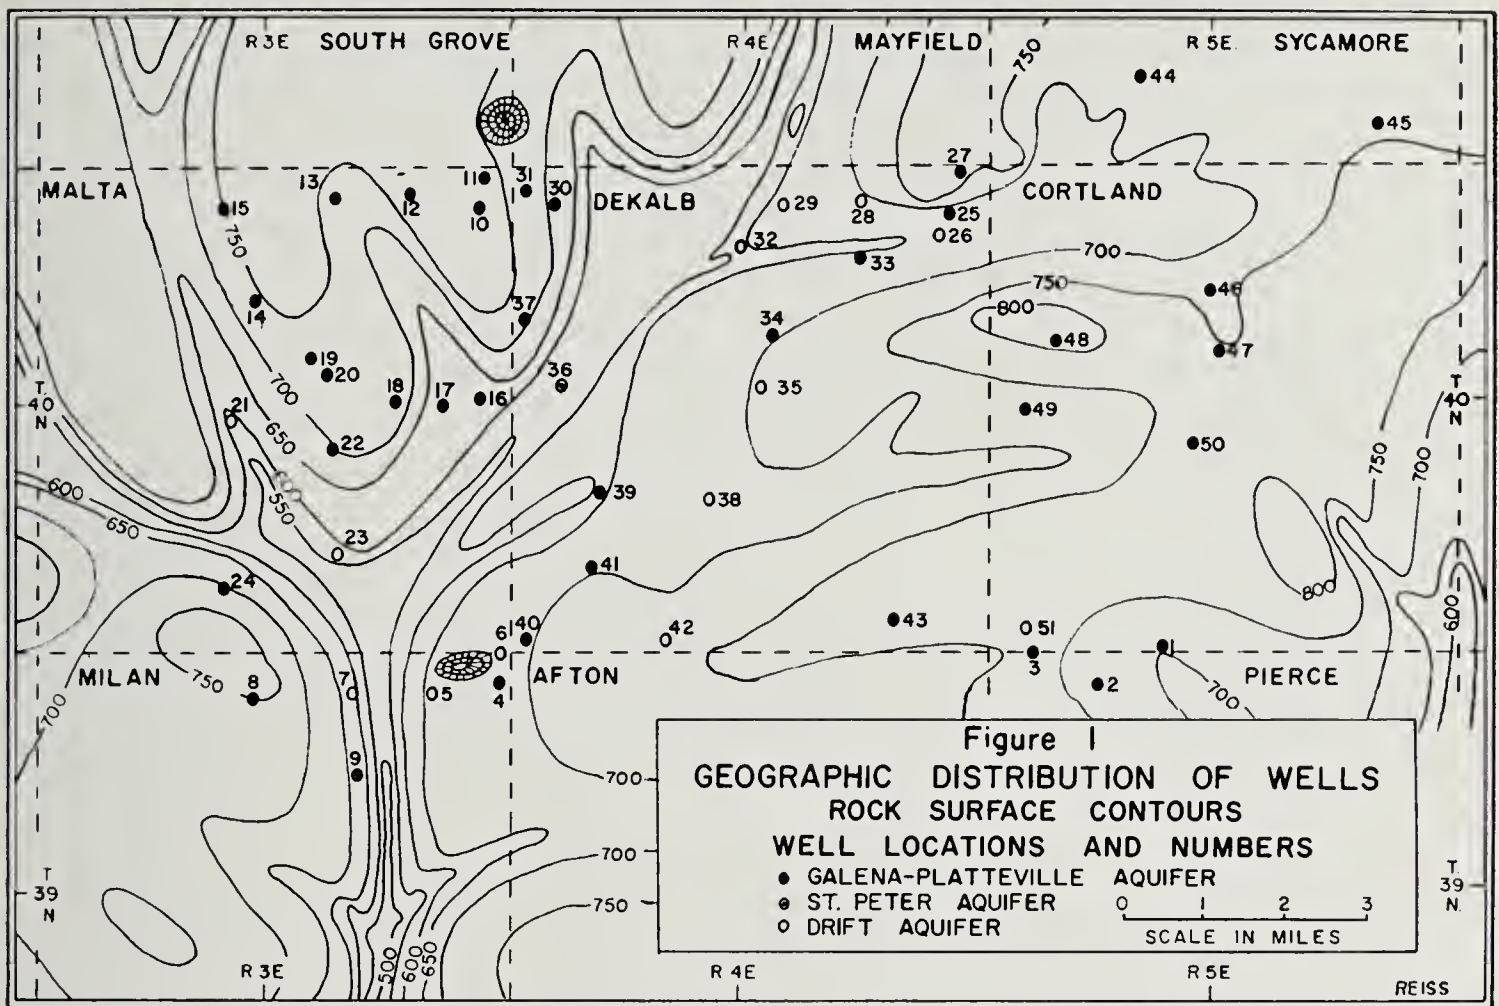 R 3E SOUTH GROVE R 4E MAYFIELD R 5E. SYCAMORE
750
44
45
MALTA 13 12 11 31 30 DEKALB 29 28 27 CORTLAND
15 10 25
750 32 26
33 700
14 37 34 750 46
800
19 48 47
20
T. 40 N 700 18 17 16 36 35 49 T. 40 N
21
650 22 50 750 700
600
600 550 39 38
650 23
24 41 800 600
6 40 42 43 51
MILAN 7 5 AFTON 3 1 PIERCE
750 8 4 2 700
700
9 700
700
750
Figure 1
GEOGRAPHIC DISTRIBUTION OF WELLS
ROCK SURFACE CONTOURS
WELL LOCATIONS AND NUMBERS
GALENA-PLATTEVILLE AQUIFER
ST. PETER AQUIFER
DRIFT AQUIFER
0 1 2 3
SCALE IN MILES
T. 39 N T. 39 N.
500 600 650
R 3E R 4E R 5E
REISS